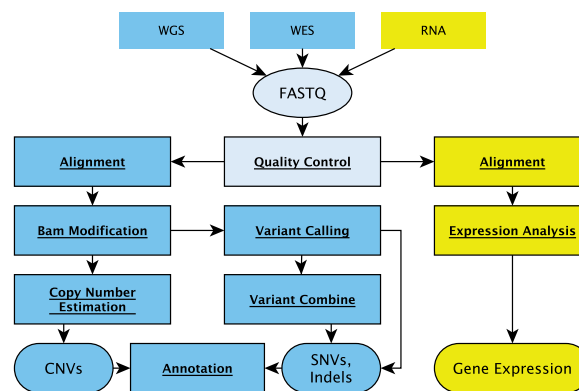 WGS
WES
RNA
FASTQ
Alignment
Quality Control
Alignment
Bam Modification
Variant Calling
Expression Analysis
Copy Number
Estimation
Variant Combine
CNVs
Annotation
SNVs,
Indels
Gene Expression